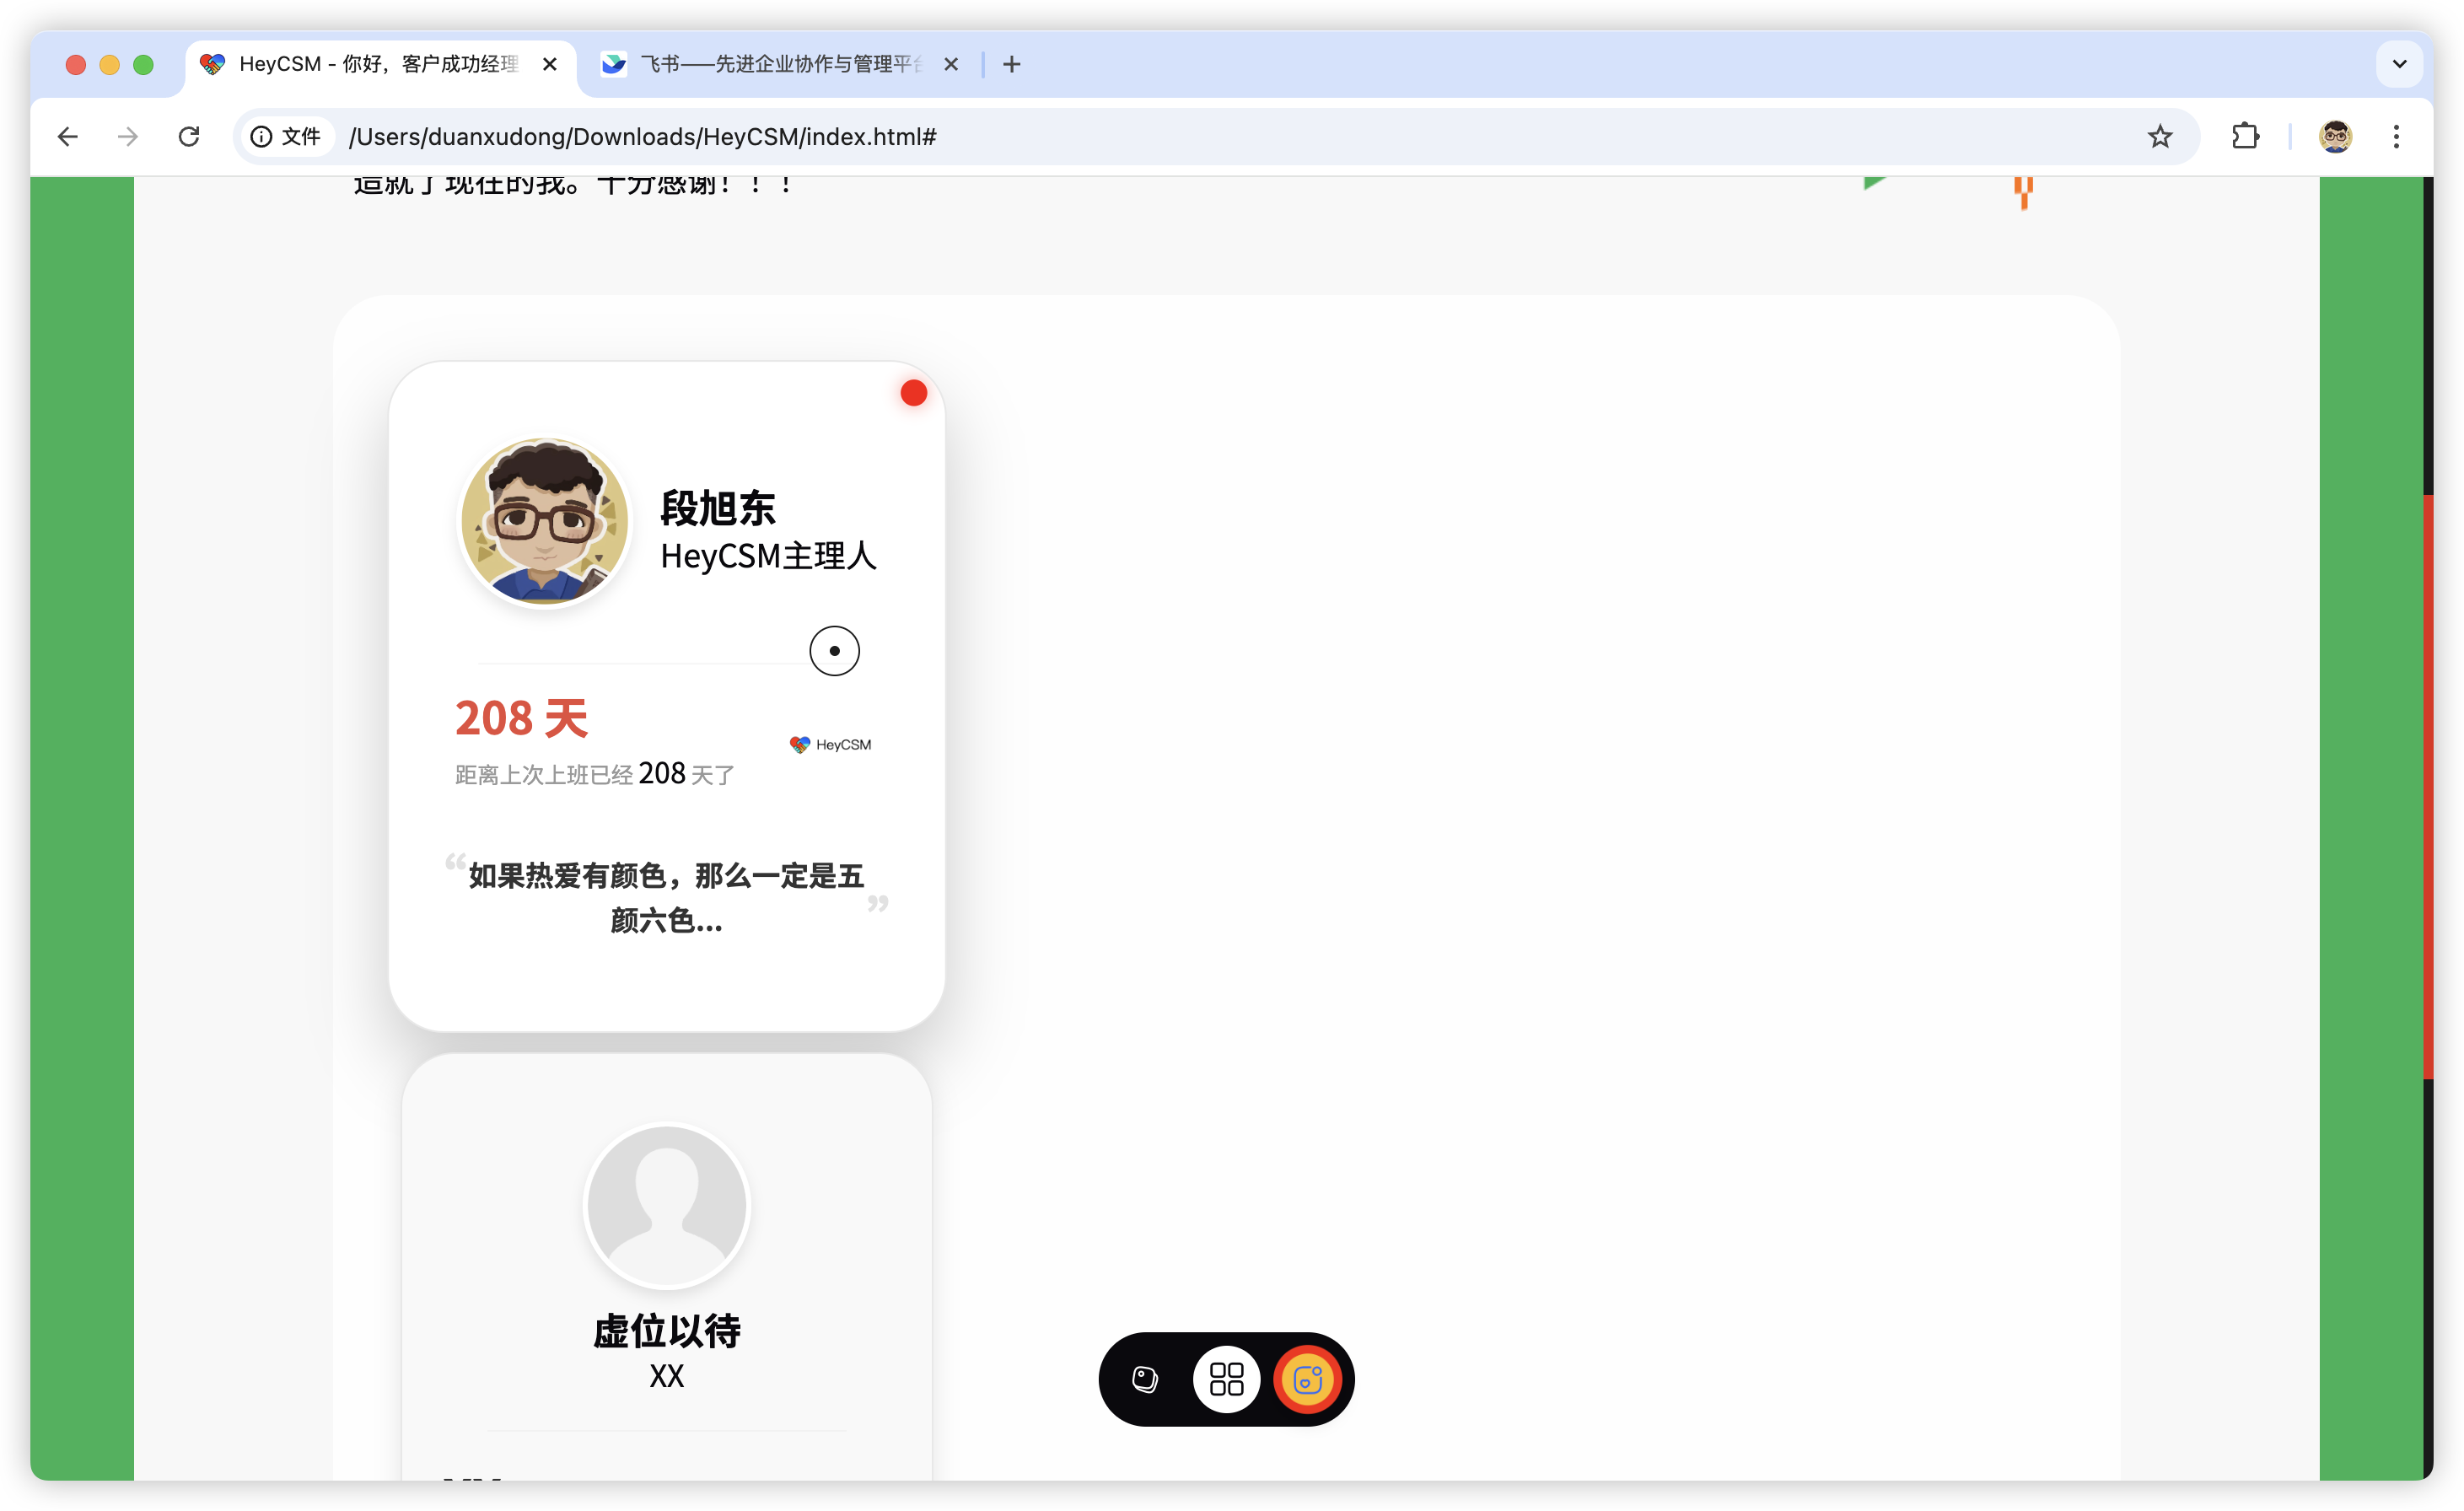 HeyCSM - 你好，客户成功经理
飞书——先进企业协作与管理平台
文件 /Users/duanxudong/Downloads/HeyCSM/index.html#
造就了现在的我。十分感谢！！！
段旭东
HeyCSM主理人
208 天
HeyCSM
距离上次上班已经 208 天了
“如果热爱有颜色，那么一定是五
颜六色...”
虚位以待
XX